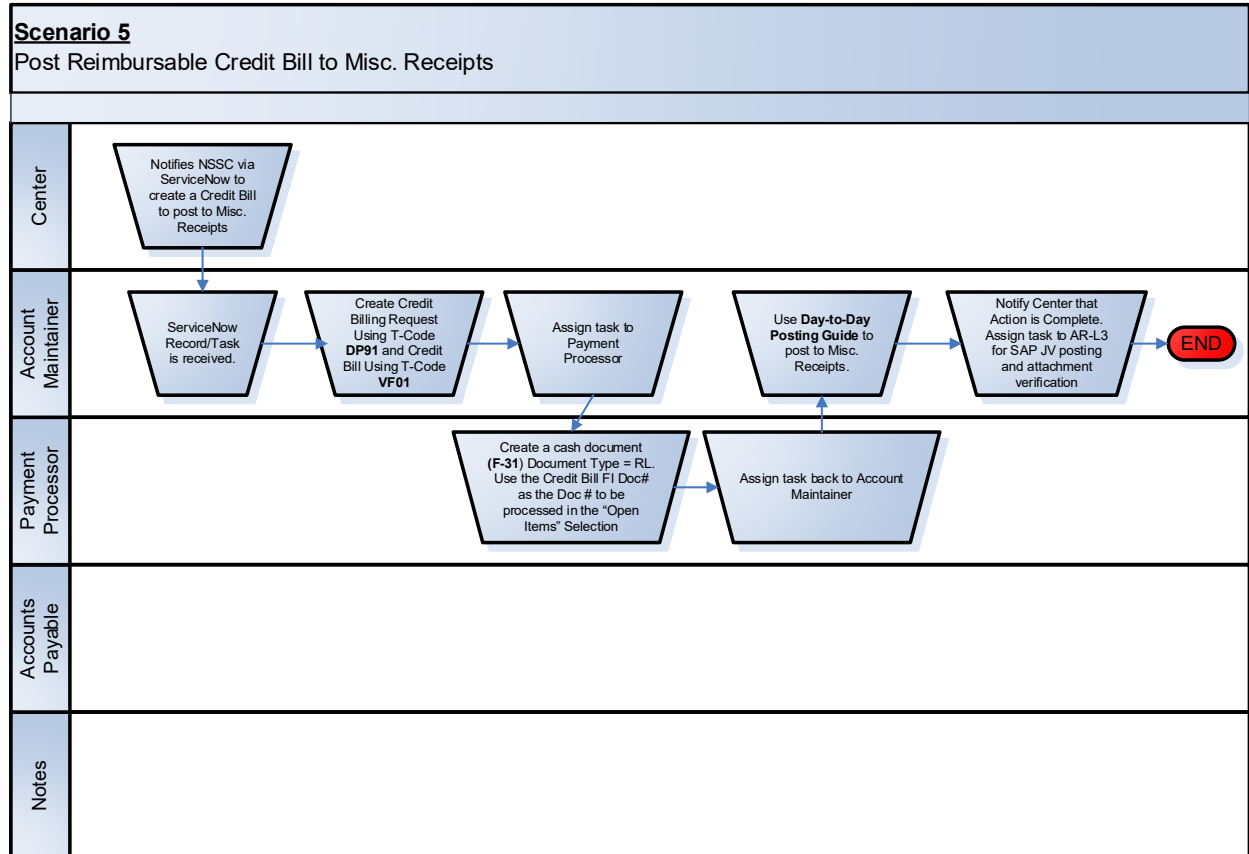 Scenario 5
Post Reimbursable Credit Bill to Misc. Receipts
Center
Notifies NSSC via
ServiceNow to
create a Credit Bill
to post to Misc.
Receipts
Account
Maintainer
ServiceNow
Record/Task
is received.
Create Credit
Billing Request
Using T-Code
DP91 and Credit
Bill Using T-Code
VF01
Assign task to
Payment
Processor
Use Day-to-Day
Posting Guide to
post to Misc.
Receipts.
Notify Center that
Action is Complete.
Assign task to AR-L3
for SAP JV posting
and attachment
verification
END
Payment
Processor
Create a cash document
(F-31) Document Type = RL.
Use the Credit Bill FI Doc#
as the Doc # to be
processed in the “Open
Items” Selection
Assign task back to Account
Maintainer
Accounts
Payable
Notes